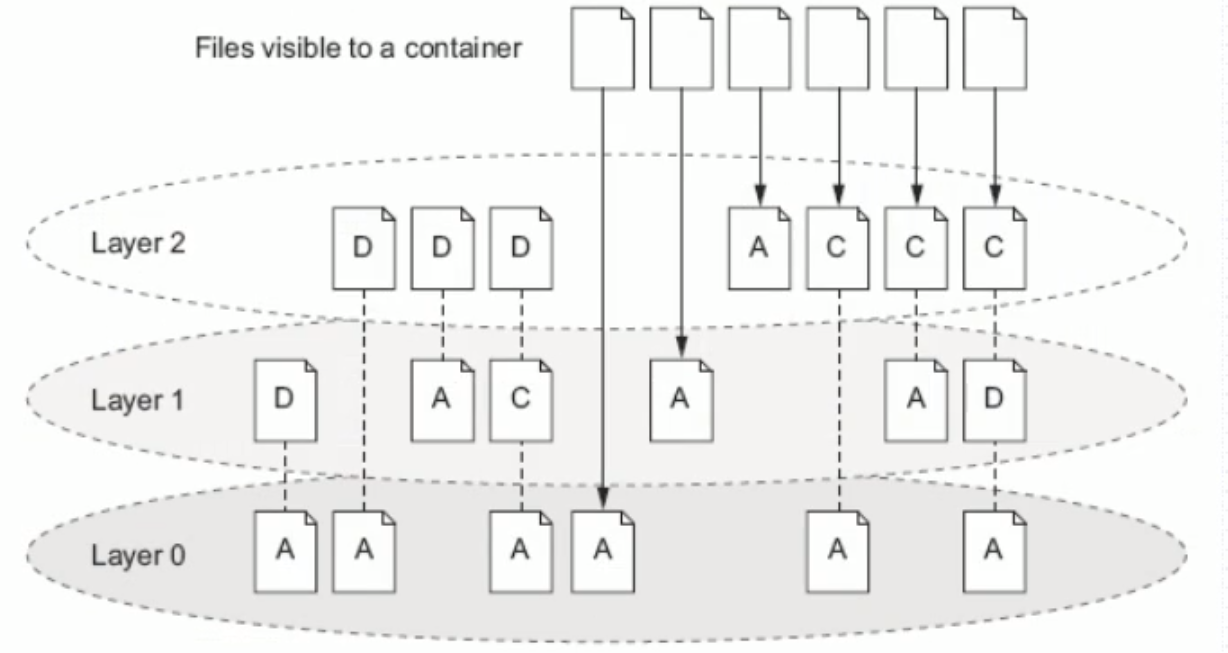 Files visible to a container
Layer 2
D D D A C C C
Layer 1
D A C A A D
Layer 0
A A A A A A